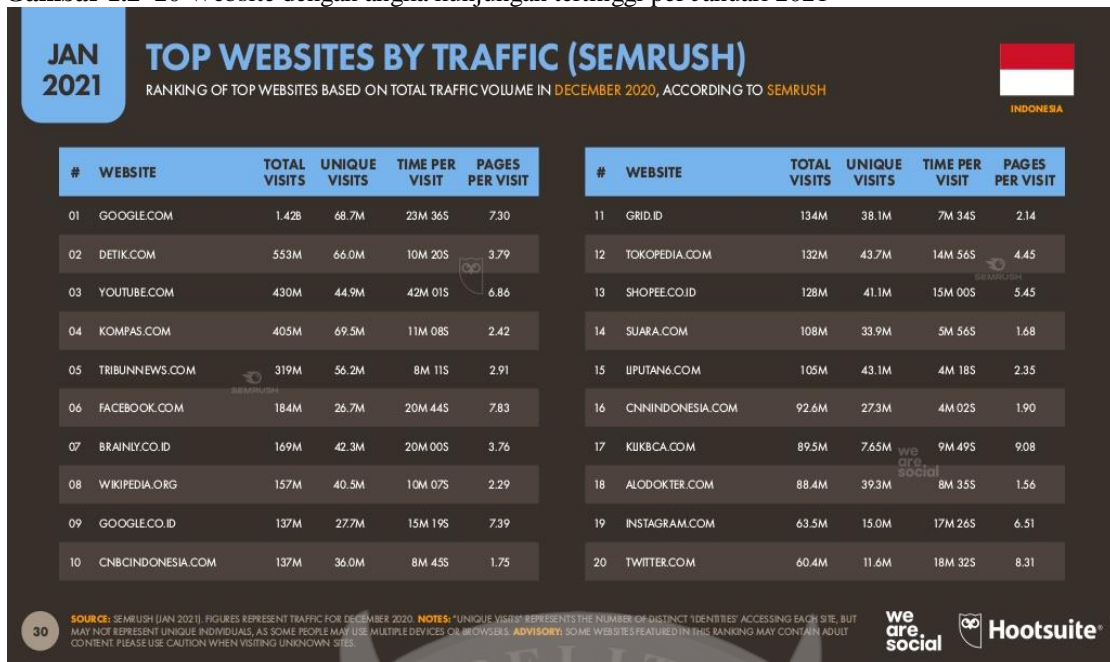 Gambar 1.2 20 Website dengan angka kunjungan tertinggi per Januari 2021
JAN
2021
TOP WEBSITES BY TRAFFIC (SEMRUSH)
RANKING OF TOP WEBSITES BASED ON TOTAL TRAFFIC VOLUME IN DECEMBER 2020, ACCORDING TO SEMRUSH
INDONESIA
# WEBSITE TOTAL VISITS UNIQUE VISITS TIME PER VISIT PAGES PER VISIT
01 GOOGLE.COM 1.42B 68.7M 23M 36S 7.30
02 DETIK.COM 553M 66.0M 10M 20S 3.79
03 YOUTUBE.COM 430M 44.9M 42M 01S 6.86
04 KOMPAS.COM 405M 69.5M 11M 08S 2.42
05 TRIBUNNEWS.COM 319M 56.2M 8M 11S 2.91
06 FACEBOOK.COM 184M 26.7M 20M 44S 7.83
07 BRAINLY.CO.ID 169M 42.3M 20M 00S 3.76
08 WIKIPEDIA.ORG 157M 40.5M 10M 07S 2.29
09 GOOGLE.CO.ID 137M 27.7M 15M 19S 7.39
10 CNBCINDONESIA.COM 137M 36.0M 8M 45S 1.75
# WEBSITE TOTAL VISITS UNIQUE VISITS TIME PER VISIT PAGES PER VISIT
11 GRID.ID 134M 38.1M 7M 34S 2.14
12 TOKOPEDIA.COM 132M 43.7M 14M 56S 4.45
13 SHOPEE.CO.ID 128M 41.1M 15M 00S 5.45
14 SUARA.COM 108M 33.9M 5M 56S 1.68
15 LIPUTAN6.COM 105M 43.1M 4M 18S 2.35
16 CNNINDONESIA.COM 92.6M 27.3M 4M 02S 1.90
17 KLIKBCA.COM 89.5M 7.65M 9M 49S 9.08
18 ALODOKTER.COM 88.4M 39.3M 8M 35S 1.56
19 INSTAGRAM.COM 63.5M 15.0M 17M 26S 6.51
20 TWITTER.COM 60.4M 11.6M 18M 32S 8.31
SEMRUSH
SEMRUSH
we are. social
30
SOURCE: SEMRUSH (JAN 2021). FIGURES REPRESENT TRAFFIC FOR DECEMBER 2020. NOTES: "UNIQUE VISITS" REPRESENTS THE NUMBER OF DISTINCT 'IDENTITIES' ACCESSING EACH SITE, BUT
MAY NOT REPRESENT UNIQUE INDIVIDUALS, AS SOME PEOPLE MAY USE MULTIPLE DEVICES OR BROWSERS. ADVISORY: SOME WEBSITES FEATURED IN THIS RANKING MAY CONTAIN ADULT
CONTENT. PLEASE USE CAUTION WHEN VISITING UNKNOWN SITES.
we
are.
social
Hootsuite